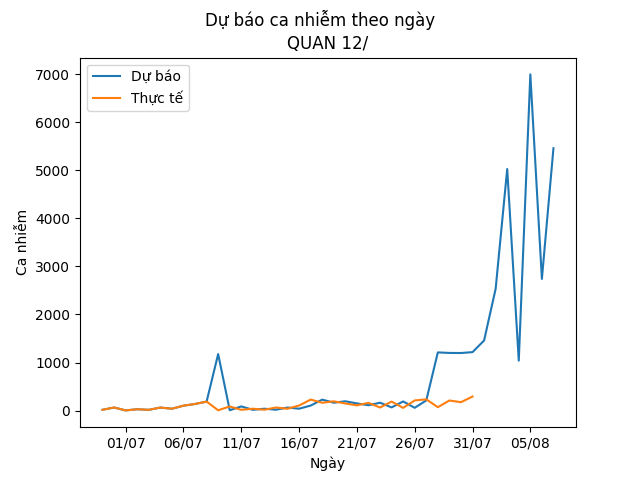 Dự báo ca nhiễm theo ngày
QUAN 12/
Dự báo
Thực tế
Ca nhiễm
7000
6000
5000
4000
3000
2000
1000
0
01/07
06/07
11/07
16/07
21/07
26/07
31/07
05/08
Ngày